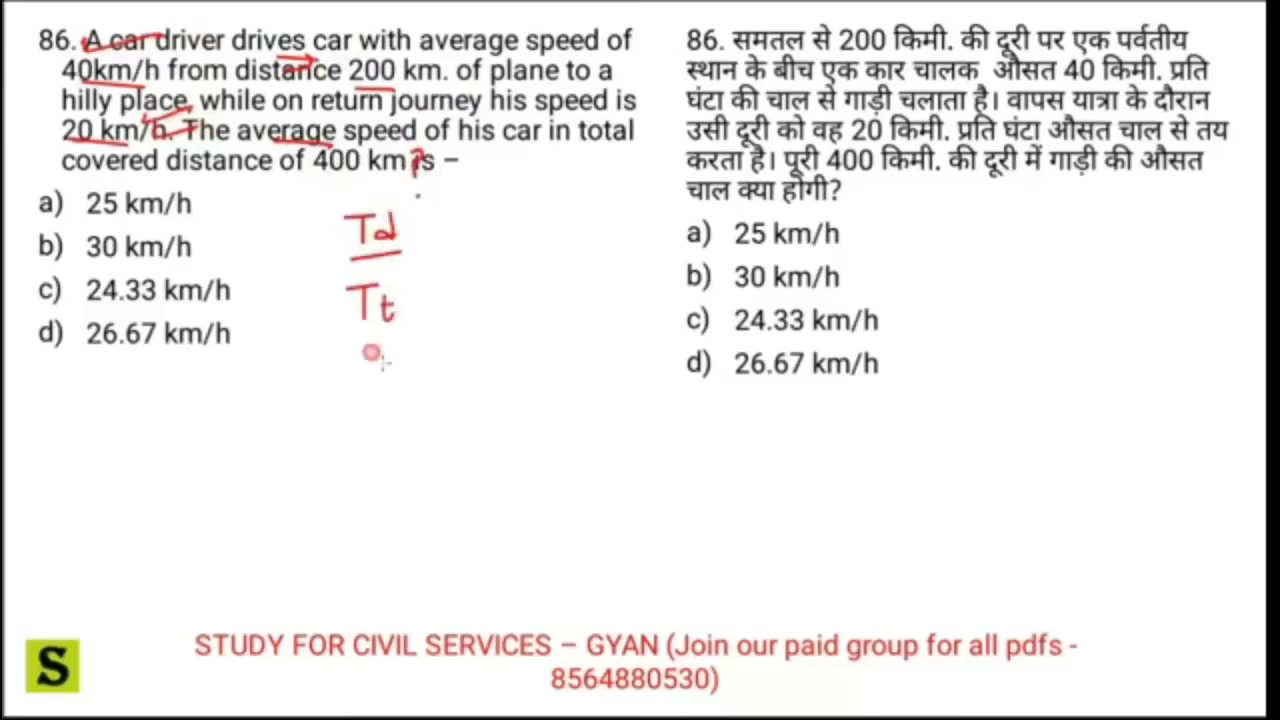 86. A car driver drives car with average speed of
40km/h from distance 200 km. of plane to a
hilly place, while on return journey his speed is
20 km/h. The average speed of his car in total
covered distance of 400 km is –
a) 25 km/h
b) 30 km/h
c) 24.33 km/h
d) 26.67 km/h
?
Td
Tt
86. समतल से 200 किमी. की दूरी पर एक पर्वतीय
स्थान के बीच एक कार चालक औसत 40 किमी. प्रति
घंटा की चाल से गाड़ी चलाता है। वापस यात्रा के दौरान
उसी दूरी को वह 20 किमी. प्रति घंटा औसत चाल से तय
करता है। पूरी 400 किमी. की दूरी में गाड़ी की औसत
चाल क्या होगी?
a) 25 km/h
b) 30 km/h
c) 24.33 km/h
d) 26.67 km/h
S
STUDY FOR CIVIL SERVICES – GYAN (Join our paid group for all pdfs -
8564880530)